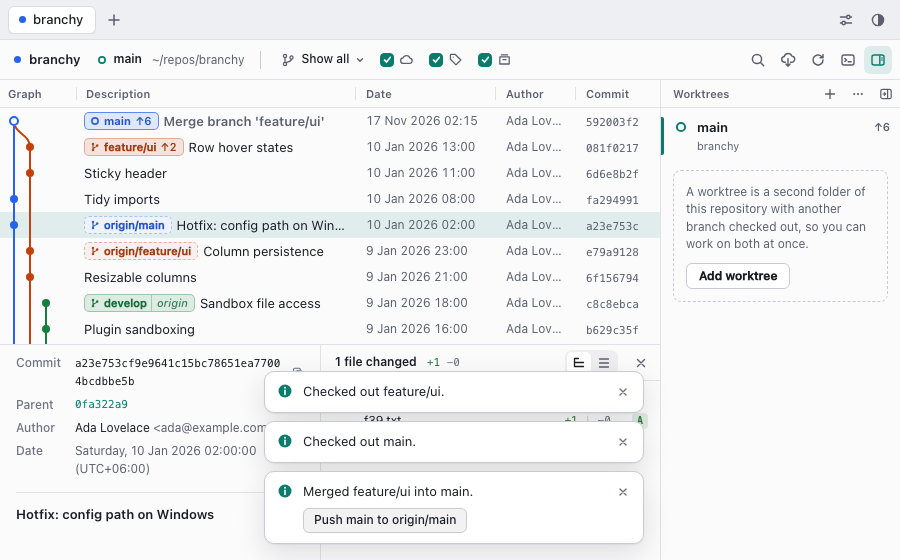 branchy
branchy main ~/repos/branchy Show all
Graph Description Date Author Commit
main ↑6 Merge branch 'feature/ui' 17 Nov 2026 02:15 Ada Lov... 592003f2
feature/ui ↑2 Row hover states 10 Jan 2026 13:00 Ada Lov... 081f0217
Sticky header 10 Jan 2026 11:00 Ada Lov... 6d6e8b2f
Tidy imports 10 Jan 2026 08:00 Ada Lov... fa294991
origin/main Hotfix: config path on Win... 10 Jan 2026 02:00 Ada Lov... a23e753c
origin/feature/ui Column persistence 9 Jan 2026 23:00 Ada Lov... e79a9128
Resizable columns 9 Jan 2026 21:00 Ada Lov... 6f156794
develop origin Sandbox file access 9 Jan 2026 18:00 Ada Lov... c8c8ebca
Plugin sandboxing 9 Jan 2026 16:00 Ada Lov... b629c35f
Worktrees
main ↑6
branchy
A worktree is a second folder of
this repository with another
branch checked out, so you can
work on both at once.
Add worktree
Commit a23e753cf9e9641c15bc78651ea7700
4bcdbbe5b
Parent 0fa322a9
Author Ada Lovelace <ada@example.com
Date Saturday, 10 Jan 2026 02:00:00
(UTC+06:00)
Hotfix: config path on Windows
1 file changed +1 −0
f39.txt +1 −0 A
Checked out feature/ui.
Checked out main.
Merged feature/ui into main.
Push main to origin/main